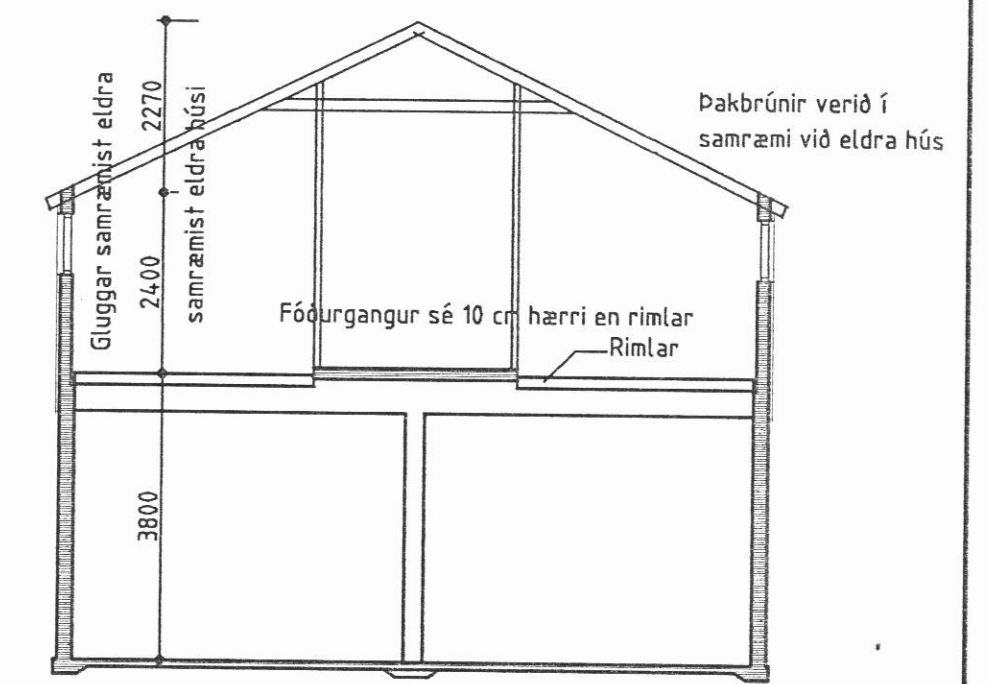 2270
Gluggar samræmist eldra
samræmist eldra húsi
Þakbrúnir verið í
samræmi við eldra hús
2400
Fóðurgangur sé 10 cm hærri en rimlar
Rimlar
3800